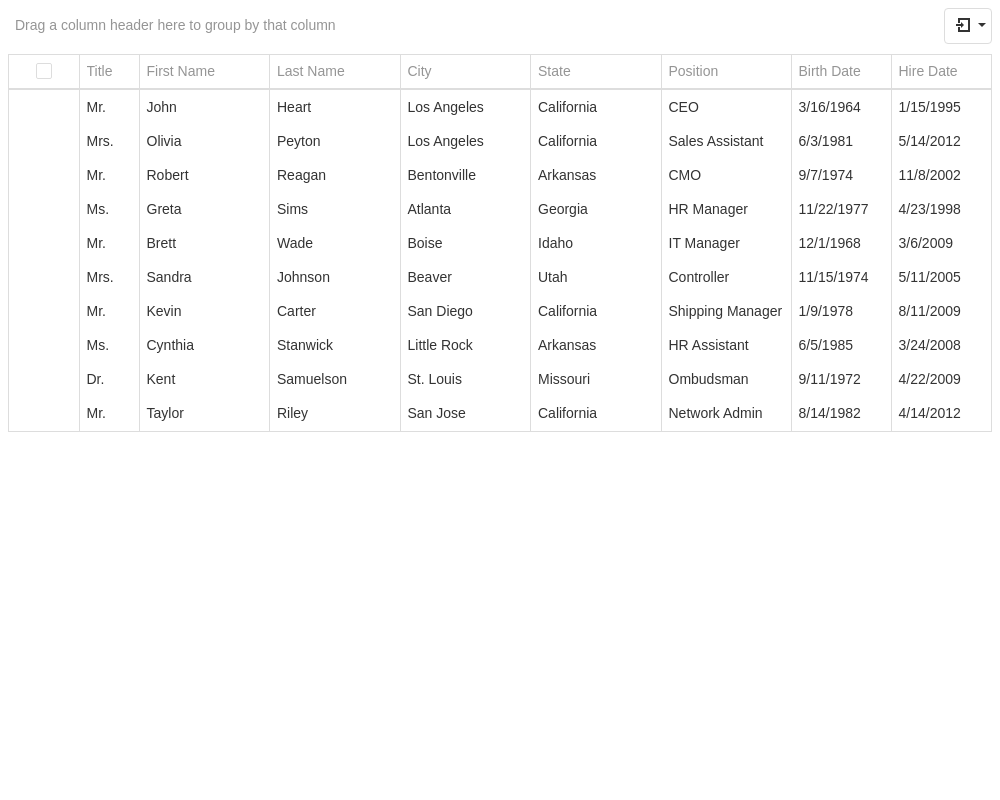 Drag a column header here to group by that column
Title First Name Last Name City State Position Birth Date Hire Date
Mr. John Heart Los Angeles California CEO 3/16/1964 1/15/1995
Mrs. Olivia Peyton Los Angeles California Sales Assistant 6/3/1981 5/14/2012
Mr. Robert Reagan Bentonville Arkansas CMO 9/7/1974 11/8/2002
Ms. Greta Sims Atlanta Georgia HR Manager 11/22/1977 4/23/1998
Mr. Brett Wade Boise Idaho IT Manager 12/1/1968 3/6/2009
Mrs. Sandra Johnson Beaver Utah Controller 11/15/1974 5/11/2005
Mr. Kevin Carter San Diego California Shipping Manager 1/9/1978 8/11/2009
Ms. Cynthia Stanwick Little Rock Arkansas HR Assistant 6/5/1985 3/24/2008
Dr. Kent Samuelson St. Louis Missouri Ombudsman 9/11/1972 4/22/2009
Mr. Taylor Riley San Jose California Network Admin 8/14/1982 4/14/2012